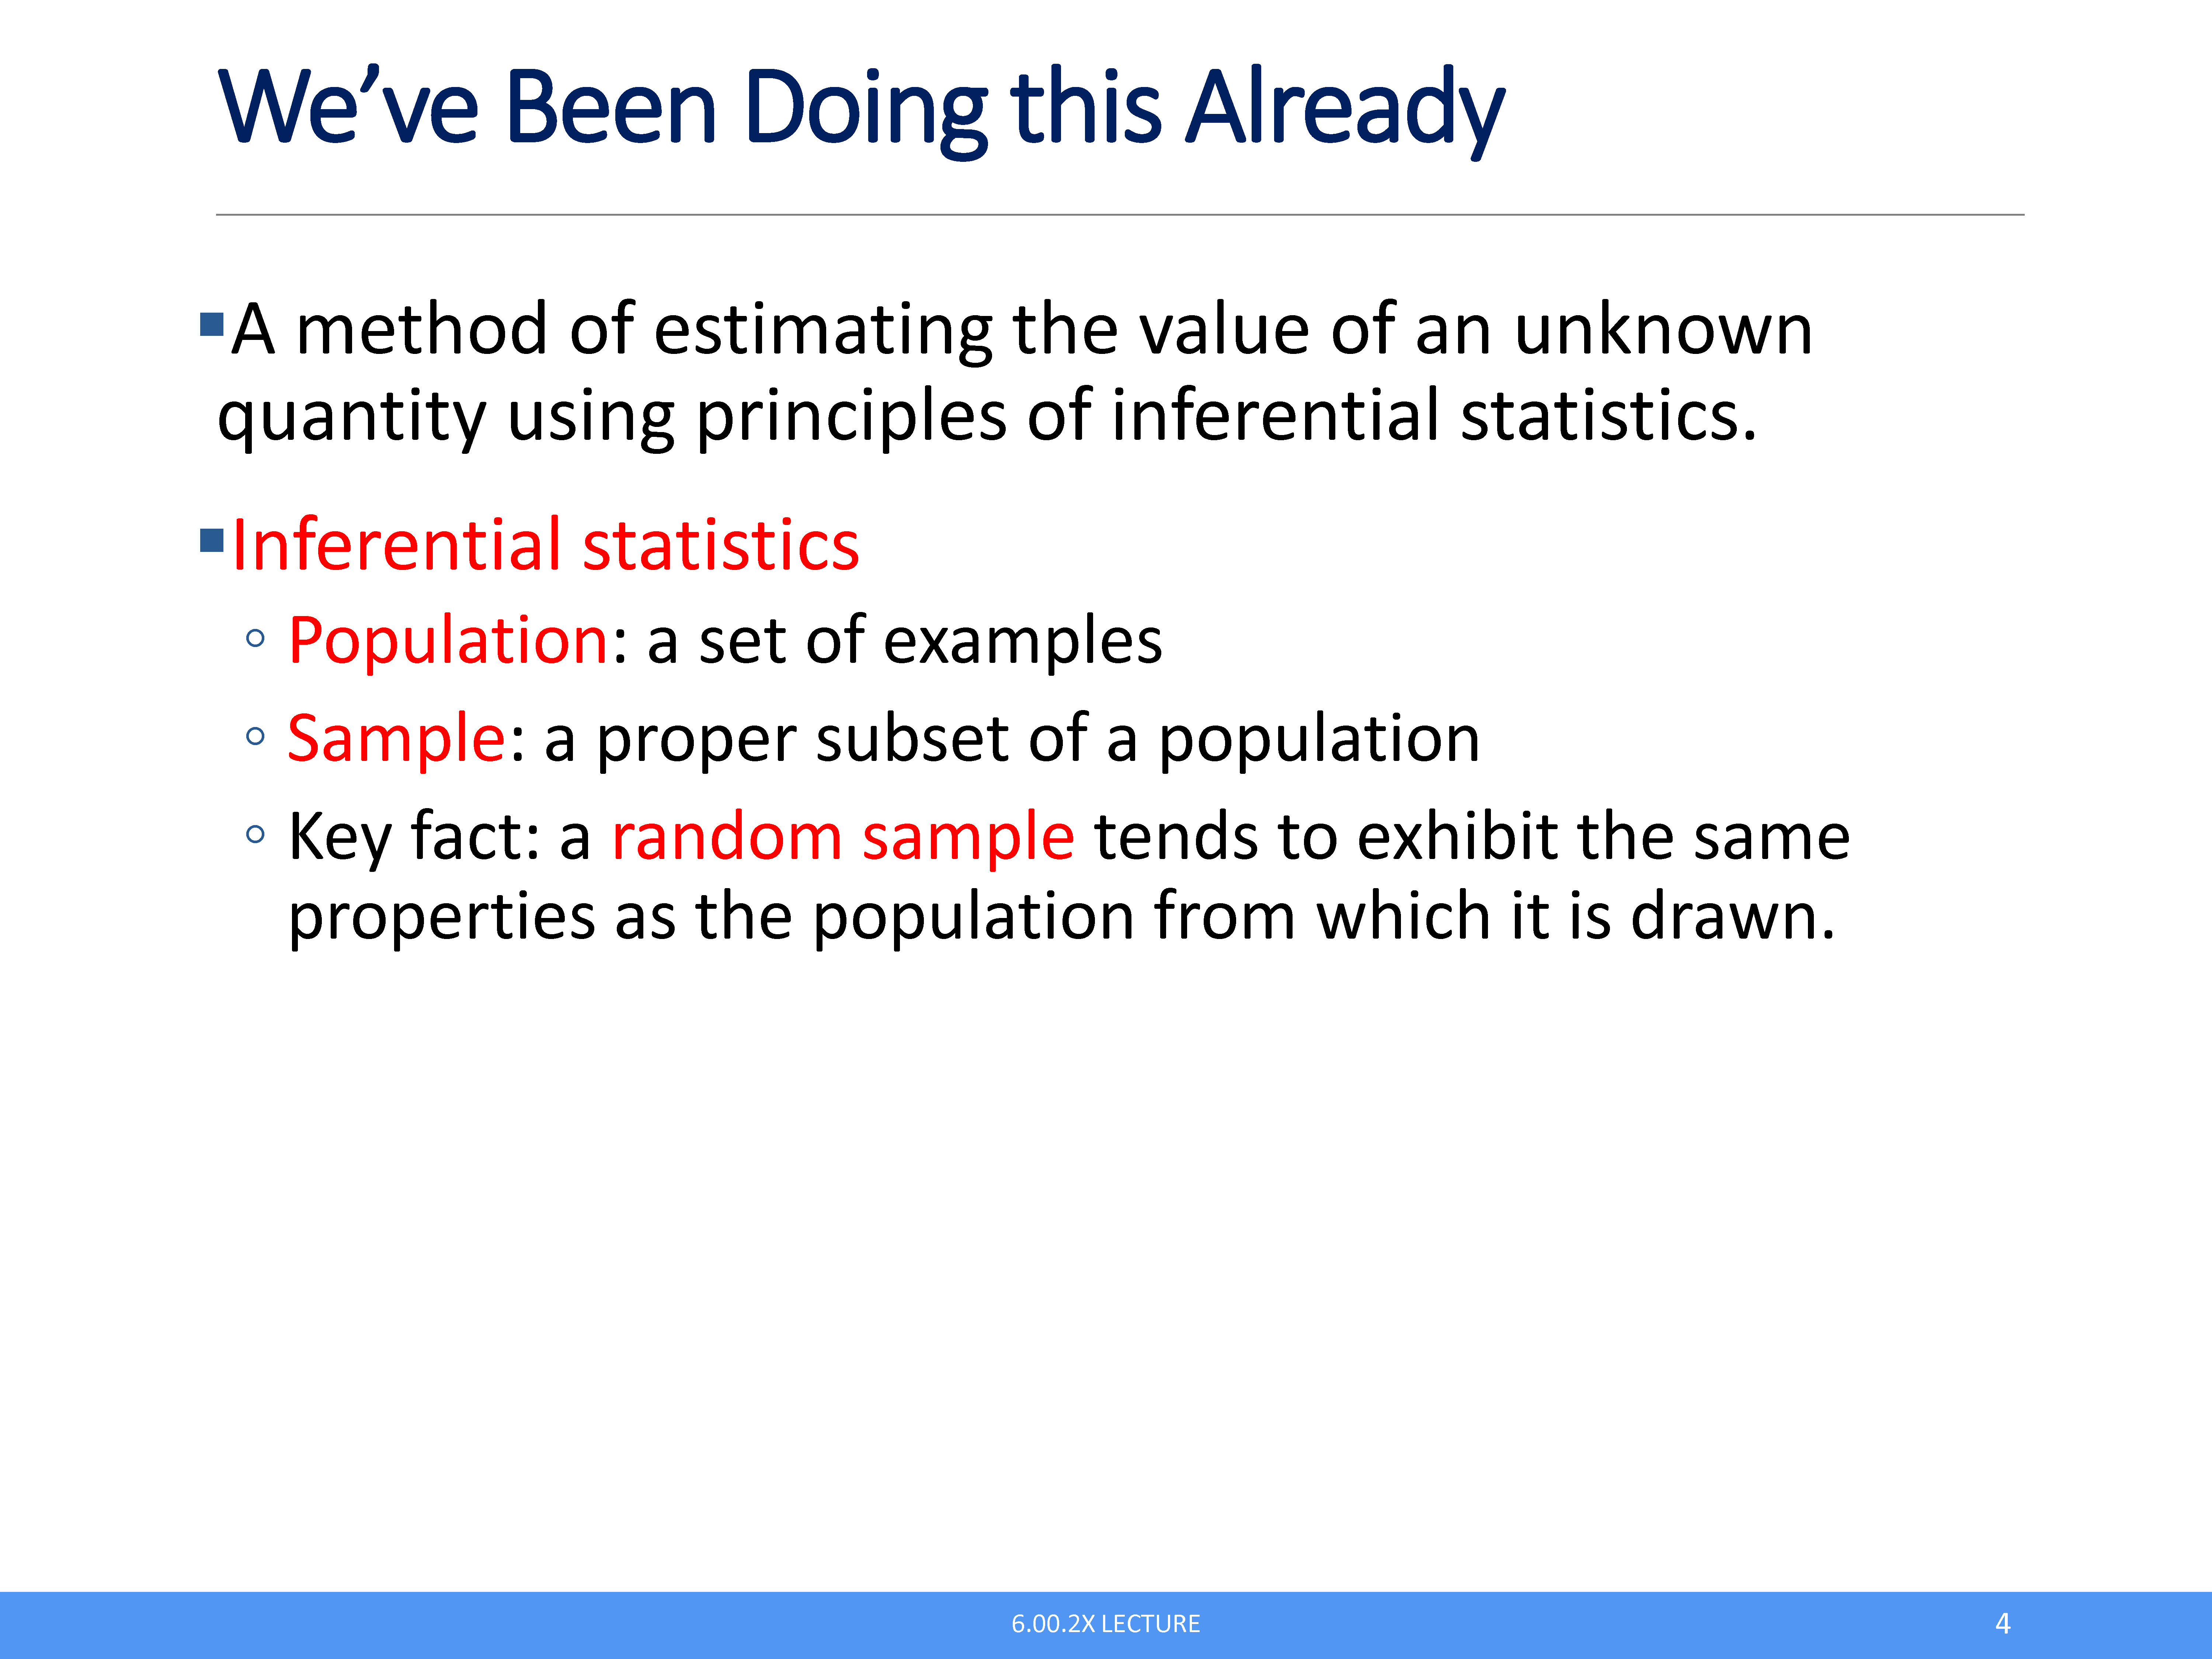 We’ve Been Doing this Already
▪A method of estimating the value of an unknown
quantity using principles of inferential statistics.
▪Inferential statistics
◦ Population: a set of examples
◦ Sample: a proper subset of a population
◦ Key fact: a random sample tends to exhibit the same
properties as the population from which it is drawn.
6.00.2X LECTURE
4